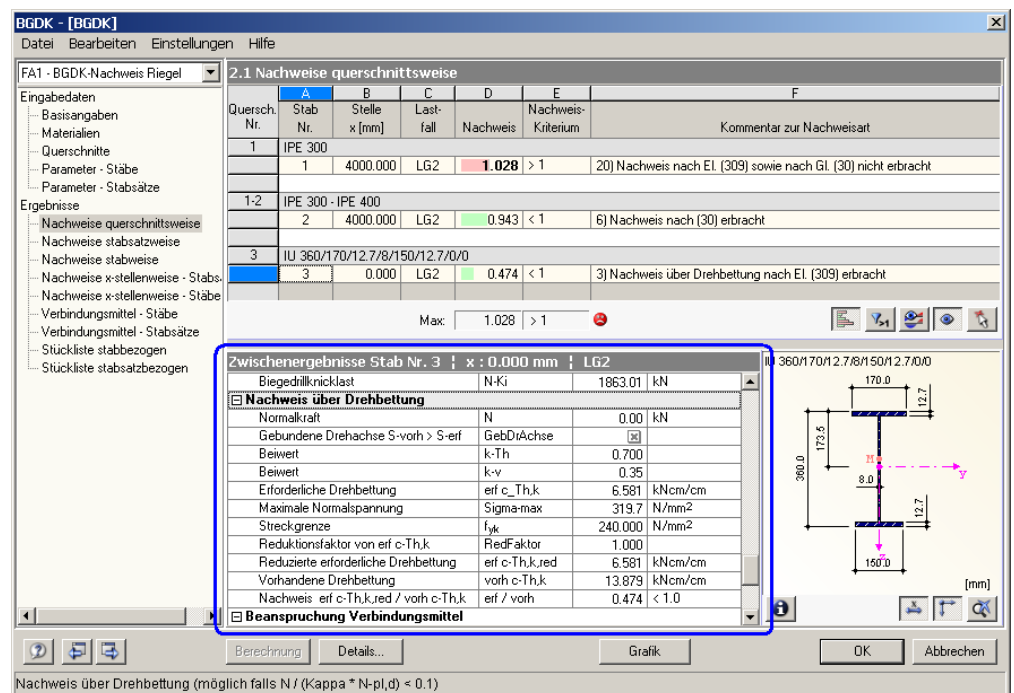 BGDK - [BGDK]
Datei Bearbeiten Einstellungen Hilfe
FA1 - BGDK-Nachweis Riegel
Eingabedaten
Basisangaben
Materialien
Querschnitte
Parameter - Stäbe
Parameter - Stabsätze
Ergebnisse
Nachweise querschnittsweise
Nachweise stabsatzweise
Nachweise stabweise
Nachweise x-stellenweise - Stabs
Nachweise x-stellenweise - Stäbe
Verbindungsmittel - Stäbe
Verbindungsmittel - Stabsätze
Stückliste stabbezogen
Stückliste stabsatzbezogen
2.1 Nachweise querschnittsweise
A B C D E F
Quersch. Stab Stelle Last- Nachweis-
Nr. Nr. x [mm] fall Nachweis Kriterium Kommentar zur Nachweisart
1 IPE 300
1 4000.000 LG2 1.028 > 1 20) Nachweis nach El. (309) sowie nach Gl. (30) nicht erbracht
1-2 IPE 300 - IPE 400
2 4000.000 LG2 0.943 < 1 6) Nachweis nach (30) erbracht
3 IU 360/170/12.7/8/150/12.7/0/0
3 0.000 LG2 0.474 < 1 3) Nachweis über Drehbettung nach El. (309) erbracht
Max: 1.028 > 1
>1
Zwischenergebnisse Stab Nr. 3 ¦ x : 0.000 mm ¦ LG2
Biegedrillknicklast N-Ki 1863.01 kN
Nachweis über Drehbettung
Normalkraft N 0.00 kN
Gebundene Drehachse S-vorh > S-erf GebDrAchse
Beiwert k-Th 0.700
Beiwert k-v 0.35
Erforderliche Drehbettung erf c_Th,k 6.581 kNcm/cm
Maximale Normalspannung Sigma-max 319.7 N/mm2
Streckgrenze fyk 240.000 N/mm2
Reduktionsfaktor von erf c-Th,k RedFaktor 1.000
Reduzierte erforderliche Drehbettung erf c-Th,k,red 6.581 kNcm/cm
Vorhandene Drehbettung vorh c-Th,k 13.879 kNcm/cm
Nachweis erf c-Th,k,red / vorh c-Th,k erf / vorh 0.474 < 1.0
Beanspruchung Verbindungsmittel
IU 360/170/12.7/8/150/12.7/0/0
170.0
12.7
173.5
360.0
M
y
8.0
12.7
z
150.0
[mm]
Berechnung Details... Grafik OK Abbrechen
Nachweis über Drehbettung (möglich falls N / (Kappa * N-pl,d) < 0.1)